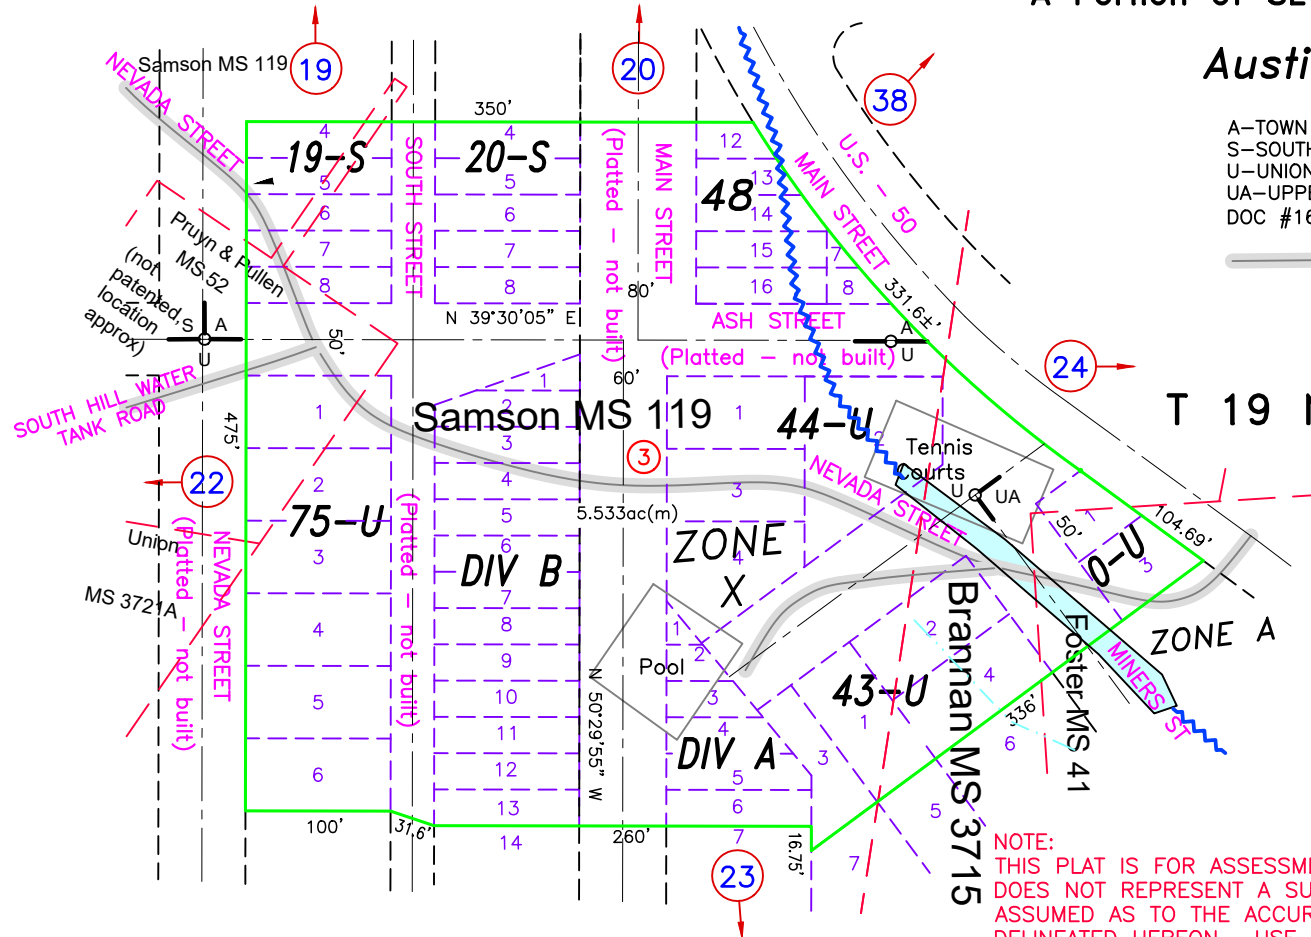 A Portion of SE
Austi
A-TOWN
S-SOUTH
U-UNION
UA-UPPE
DOC #16
Samson MS 119
19
20
38
NEVADA STREET
350'
4
4
12
19-S
20-S
48
5
5
13
6
6
14
7
7
15
7
8
8
16
8
SOUTH STREET
(Platted - not built)
MAIN STREET
MAIN STREET
U.S. - 50
Pruyn & Pullen
MS 52
(not
patented,
location
approx)
S A
U
50'
N 39°30'05" E
80'
ASH STREET
331.6±'
A
U
(Platted - not built)
24
T 19 N
SOUTH HILL WATER
TANK ROAD
60'
475'
1
1
2
1
2
Samson MS 119
44-U
Tennis
Courts
22
2
3
3
3
4
5
5.533ac(m)
NEVADA STREET
U UA
50'
1
104.69'
75-U
3
6
4
ZONE
X
0-U
3
Union
MS 3721A
(Platted - not built)
NEVADA STREET
(Platted - not built)
DIV B
7
4
8
1
2
2
9
Pool
4
5
10
3
43-U
1
336'
6
11
4
3
DIV A
6
12
5
5
13
6
14
7
7
N 50°29'55" W
Brannan MS 3715
Foster MS 41
MINERS ST
ZONE A
100'
31.6'
260'
16.75'
23
NOTE:
THIS PLAT IS FOR ASSESSM
DOES NOT REPRESENT A SU
ASSUMED AS TO THE ACCUR
DELINEATED HEREON. USE